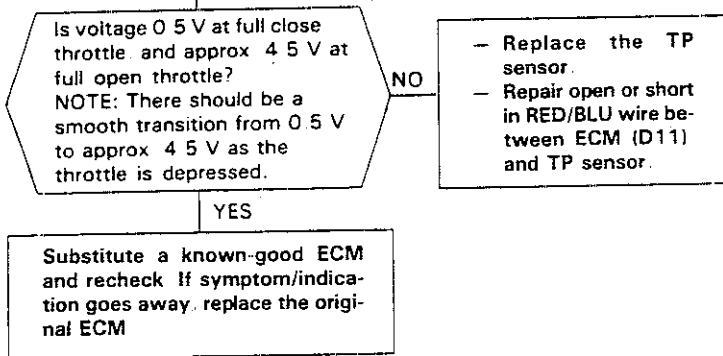 Is voltage 0 5 V at full close
throttle and approx 4 5 V at
full open throttle?
NOTE: There should be a
smooth transition from 0 5 V
to approx 4 5 V as the
throttle is depressed.
NO
– Replace the TP
sensor
– Repair open or short
in RED/BLU wire be-
tween ECM (D11)
and TP sensor.
YES
Substitute a known-good ECM
and recheck If symptom/indica-
tion goes away. replace the origi-
nal ECM